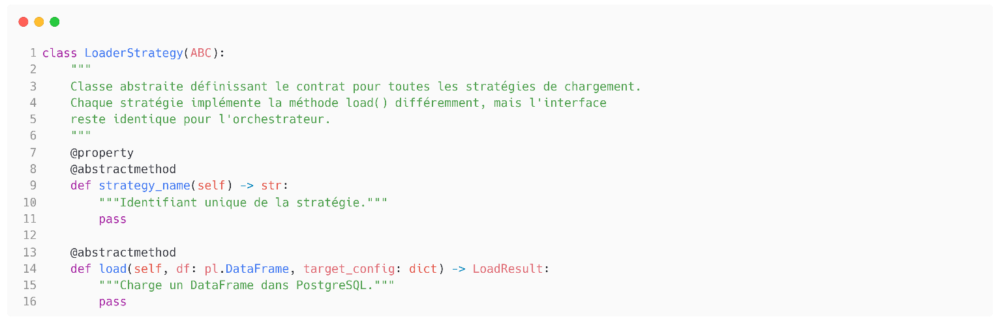 1 class LoaderStrategy(ABC):
2     """
3     Classe abstraite définissant le contrat pour toutes les stratégies de chargement.
4     Chaque stratégie implémente la méthode load() différemment, mais l'interface
5     reste identique pour l'orchestrateur.
6     """
7     @property
8     @abstractmethod
9     def strategy_name(self) -> str:
10         """Identifiant unique de la stratégie."""
11         pass
12
13     @abstractmethod
14     def load(self, df: pl.DataFrame, target_config: dict) -> LoadResult:
15         """Charge un DataFrame dans PostgreSQL."""
16         pass